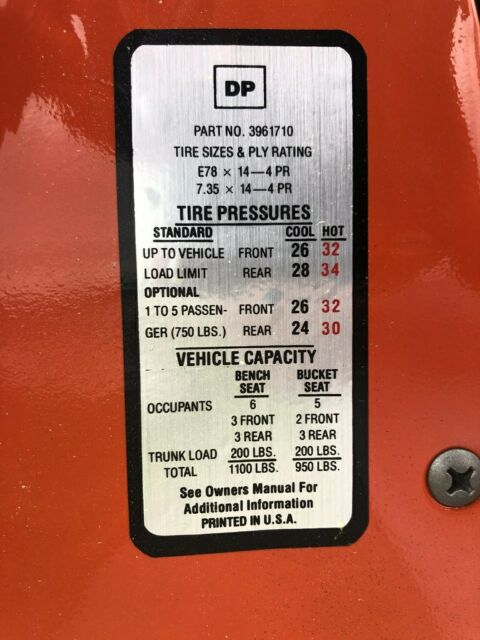 DP
PART NO. 3961710
TIRE SIZES & PLY RATING
E78 × 14—4 PR
7.35 × 14—4 PR
TIRE PRESSURES
STANDARD COOL HOT
UP TO VEHICLE FRONT 26 32
LOAD LIMIT REAR 28 34
OPTIONAL
1 TO 5 PASSEN- FRONT 26 32
GER (750 LBS.) REAR 24 30
VEHICLE CAPACITY
BENCH BUCKET
SEAT SEAT
OCCUPANTS 6 5
3 FRONT 2 FRONT
3 REAR 3 REAR
TRUNK LOAD 200 LBS. 200 LBS.
TOTAL 1100 LBS. 950 LBS.
See Owners Manual For
Additional Information
PRINTED IN U.S.A.